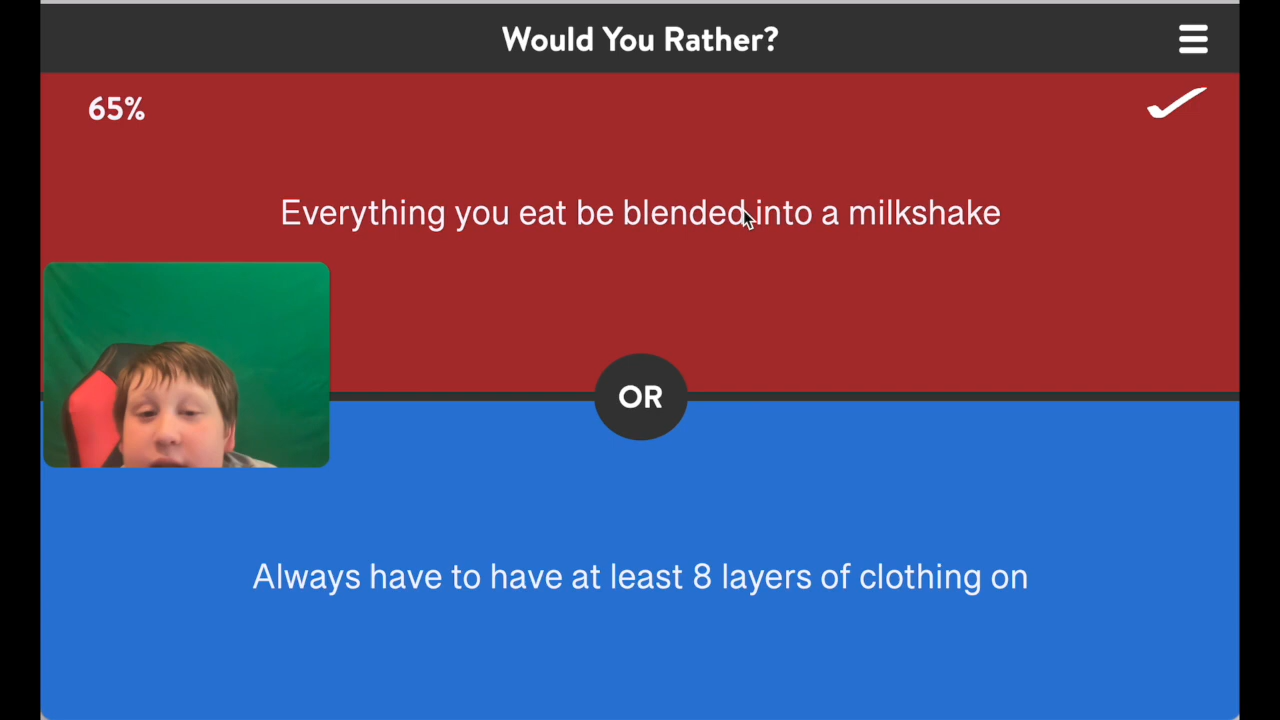 Would You Rather?
65%
Everything you eat be blended into a milkshake
OR
Always have to have at least 8 layers of clothing on